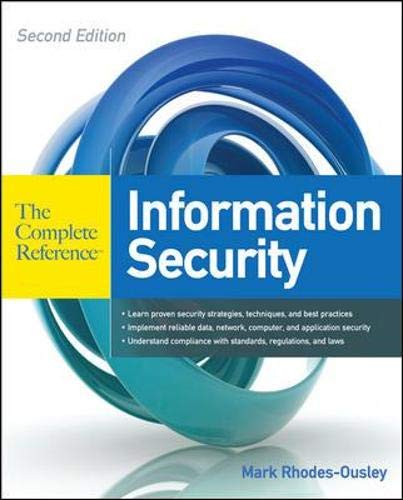 Second Edition
The
Complete
Reference™
Information
Security
• Learn proven security strategies, techniques, and best practices
• Implement reliable data, network, computer, and application security
• Understand compliance with standards, regulations, and laws
Mark Rhodes-Ousley